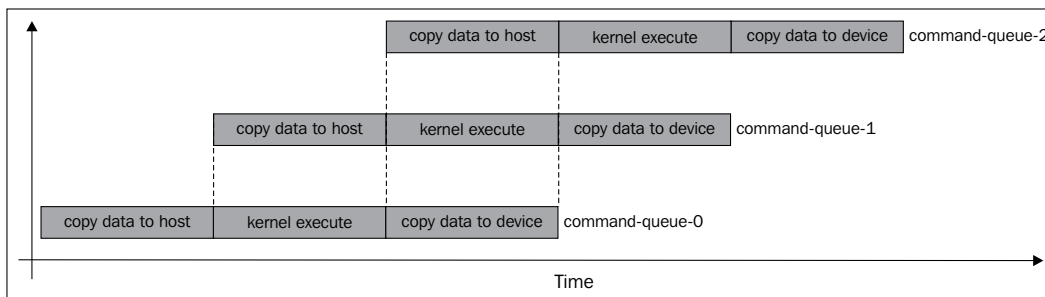 copy data to host kernel execute copy data to device command-queue-2
copy data to host kernel execute copy data to device command-queue-1
copy data to host kernel execute copy data to device command-queue-0
Time